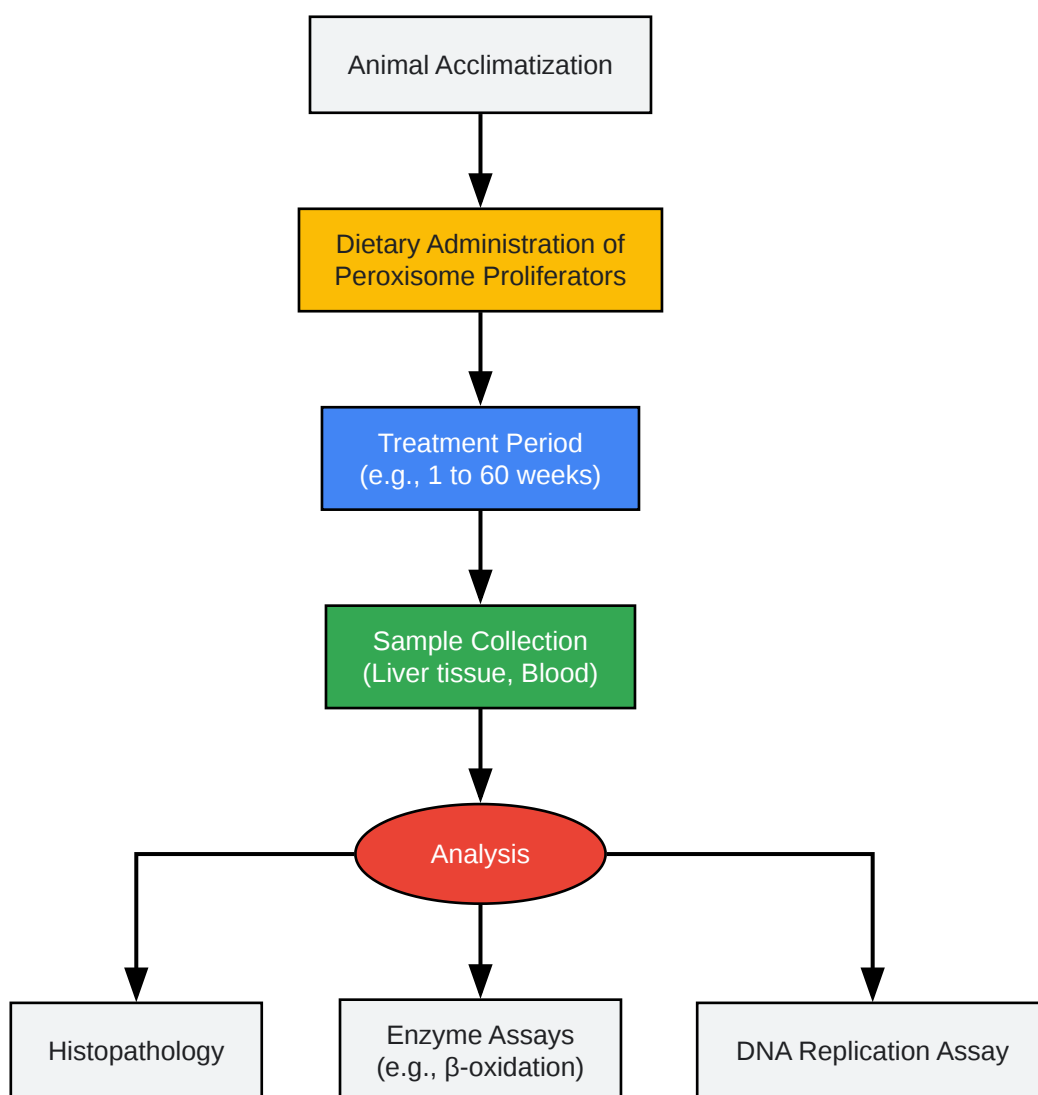 Animal Acclimatization
Dietary Administration of
Peroxisome Proliferators
Treatment Period
(e.g., 1 to 60 weeks)
Sample Collection
(Liver tissue, Blood)
Analysis
Histopathology
Enzyme Assays
(e.g., β-oxidation)
DNA Replication Assay